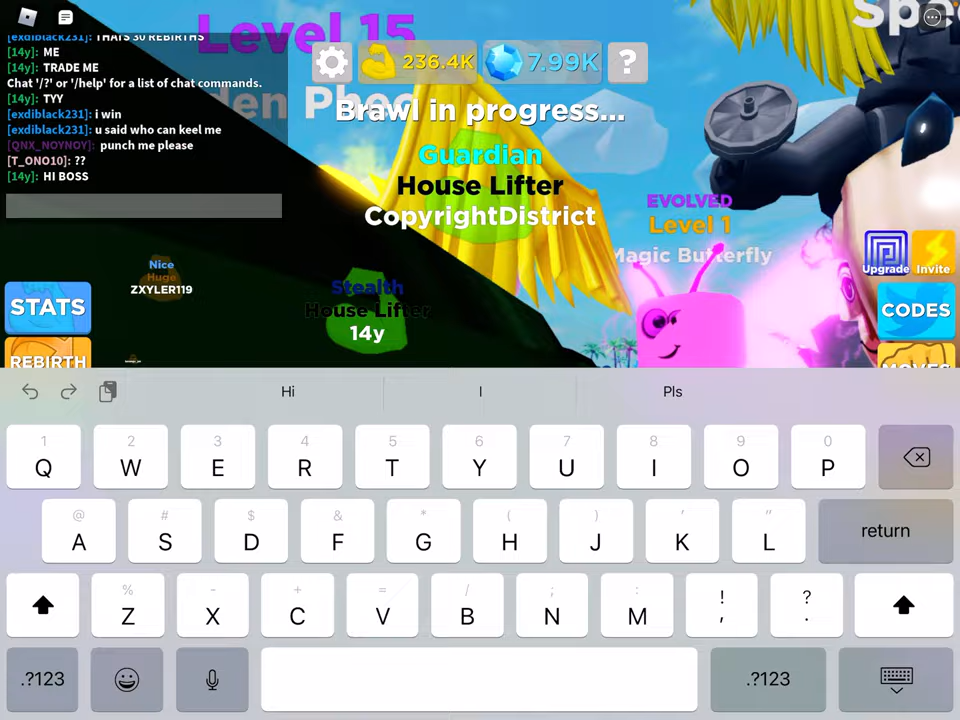 Level 15
Spe
[exdiblack231]: THATS 30 REBIRTHS
[14y]: ME
[14y]: TRADE ME
Chat '/?' or '/help' for a list of chat commands.
[14y]: TYY
[exdiblack231]: i win
[exdiblack231]: u said who can keel me
[QNX_NOYNOY]: punch me please
[T_ONO10]: ??
[14y]: HI BOSS
236.4K
7.99K
?
den Phoe
Brawl in progress...
Guardian
House Lifter
CopyrightDistrict
EVOLVED
Level 1
Magic Butterfly
Nice
Huge
ZXYLER119
Stealth
House Lifter
14y
STATS
REBIRTH
Upgrade
Invite
CODES
MOVES
Hi
I
Pls
1 2 3 4 5 6 7 8 9 0
Q W E R T Y U I O P
@ # $ & * ( ) ' "
A S D F G H J K L
return
% - + = / ; : ! ?
Z X C V B N M , .
.?123
.?123